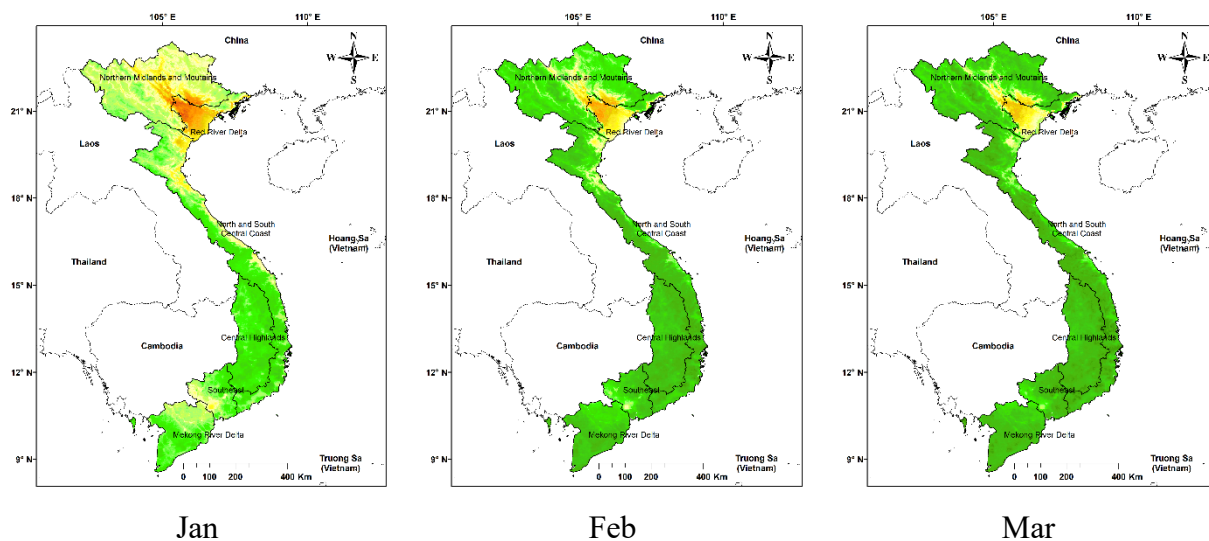 105° E 110° E
China
N
W E
S
Northern Midlands and Moutains
21° N
Red River Delta
Laos
18° N
North and South
Central Coast
Hoang Sa
(Vietnam)
Thailand
15° N
Central Highlands
Cambodia
12° N
Southeast
Mekong River Delta
9° N
Truong Sa
(Vietnam)
0 100 200 400 Km
Jan
105° E 110° E
China
N
W E
S
Northern Midlands and Moutains
21° N
Red River Delta
Laos
18° N
North and South
Central Coast
Hoang Sa
(Vietnam)
Thailand
15° N
Central Highlands
Cambodia
12° N
Southeast
Mekong River Delta
9° N
Truong Sa
(Vietnam)
0 100 200 400 Km
Feb
105° E 110° E
China
N
W E
S
Northern Midlands and Moutains
21° N
Red River Delta
Laos
18° N
North and South
Central Coast
Hoang Sa
(Vietnam)
Thailand
15° N
Central Highlands
Cambodia
12° N
Southeast
Mekong River Delta
9° N
Truong Sa
(Vietnam)
0 100 200 400 Km
Mar